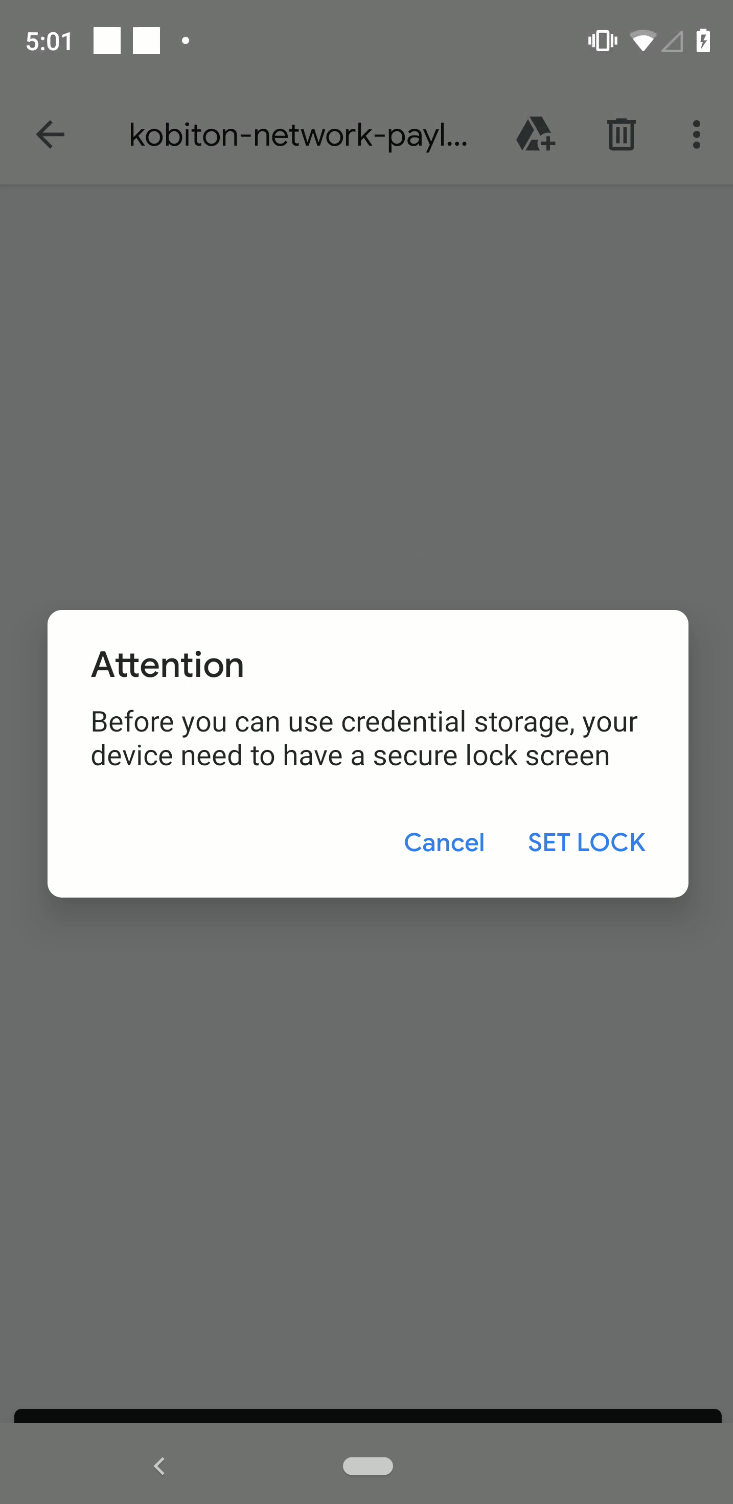 5:01
kobiton-network-payl...
Attention
Before you can use credential storage, your
device need to have a secure lock screen
Cancel SET LOCK